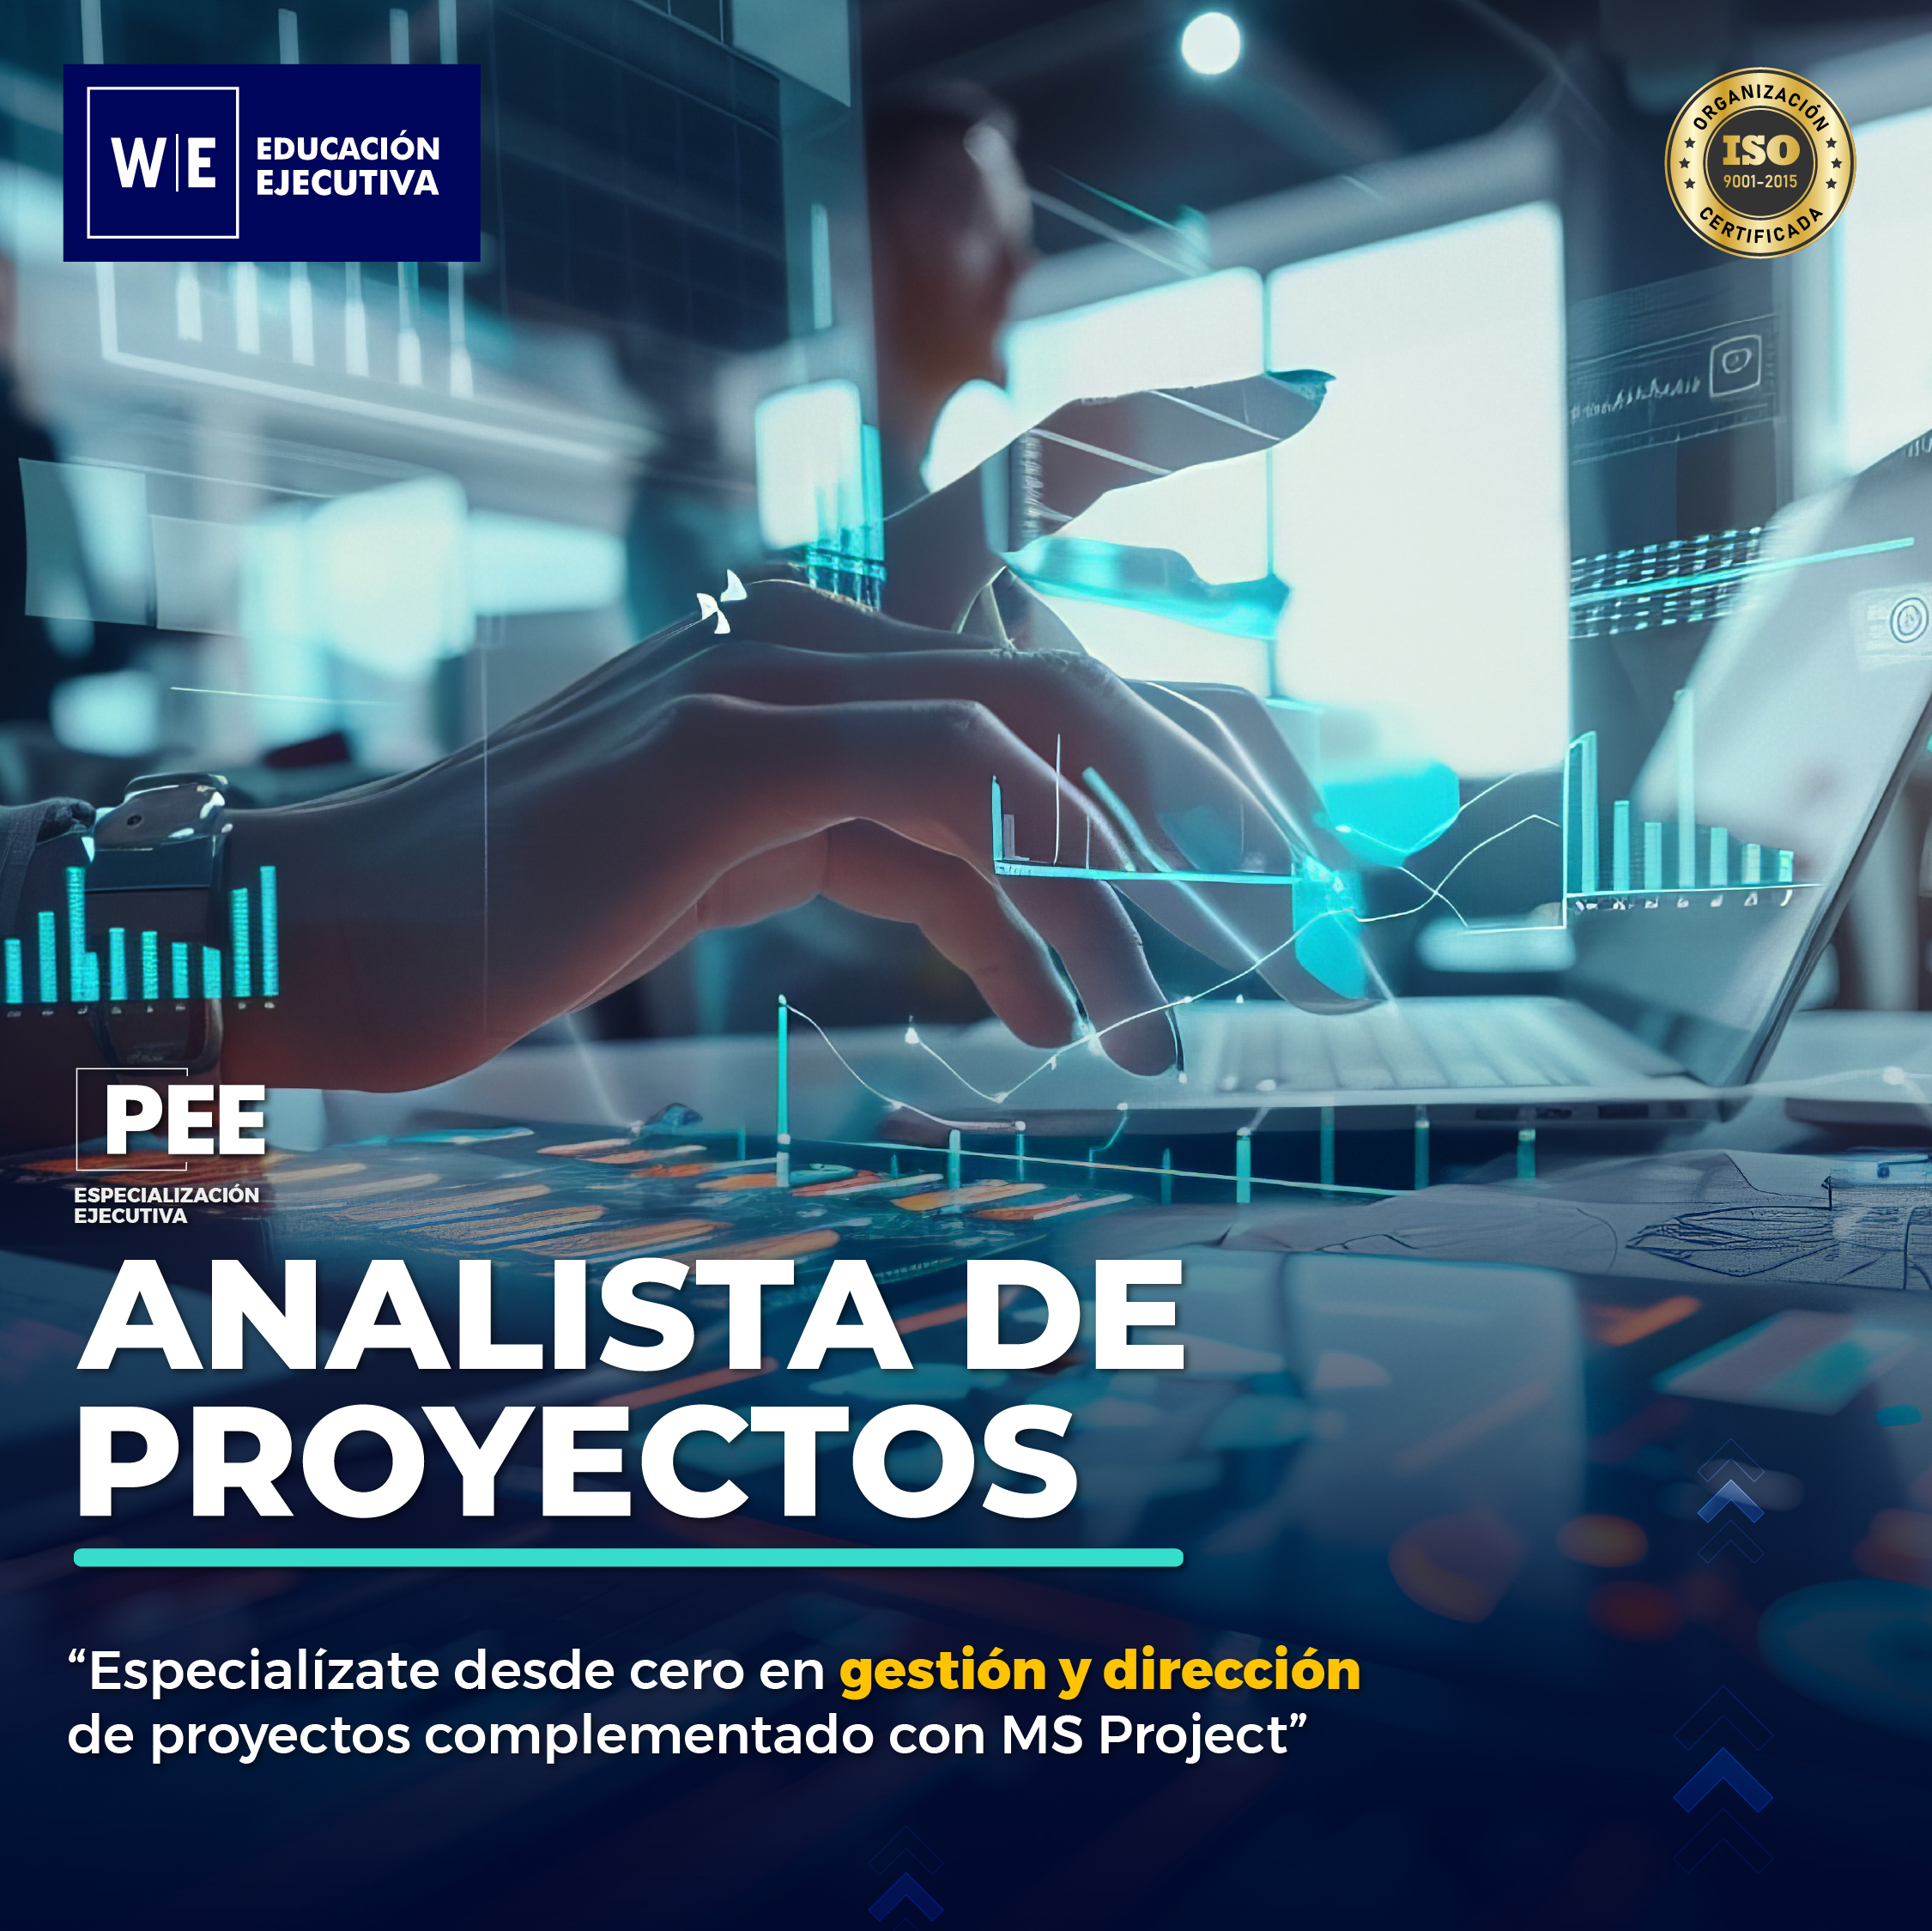 W|E
EDUCACIÓN
EJECUTIVA
ORGANIZACIÓN
ISO
9001-2015
CERTIFICADA
PEE
ESPECIALIZACIÓN
EJECUTIVA
ANALISTA DE
PROYECTOS
“Especialízate desde cero en gestión y dirección
de proyectos complementado con MS Project”